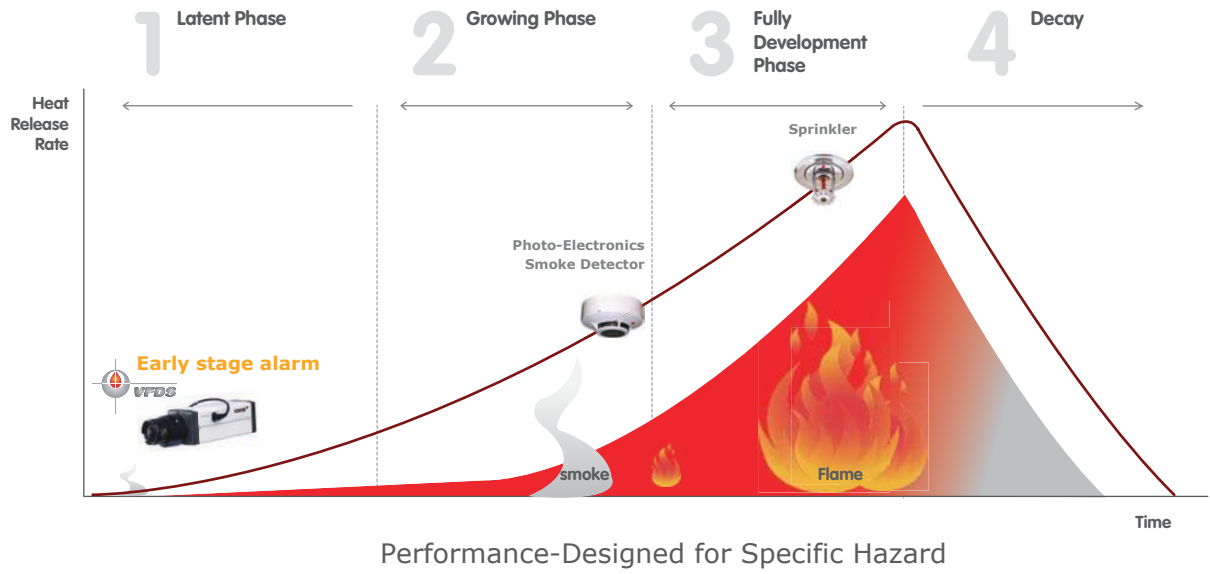 1
Latent Phase
2
Growing Phase
3
Fully
Development
Phase
4
Decay
Heat
Release
Rate
Sprinkler
Photo-Electronics
Smoke Detector
Early stage alarm
VFDS
smoke
Flame
Time
Performance-Designed for Specific Hazard